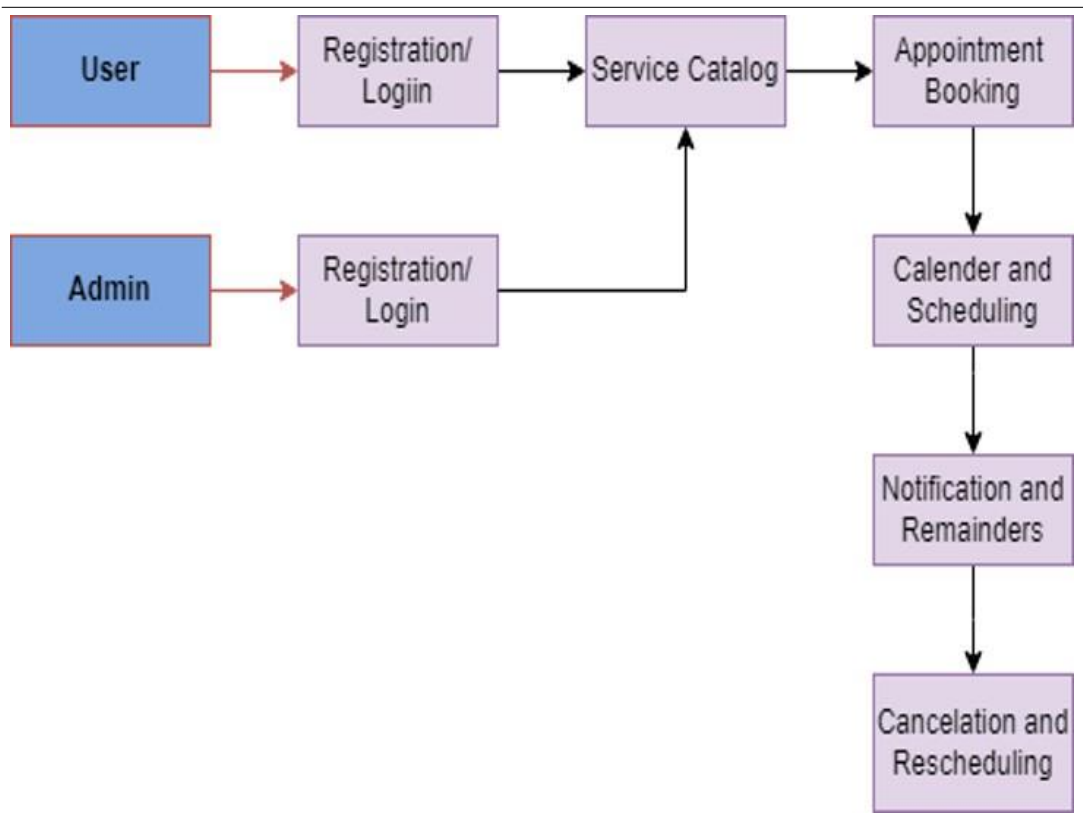 User
Registration/
Logiin
Service Catalog
Appointment
Booking
Admin
Registration/
Login
Calender and
Scheduling
Notification and
Remainders
Cancelation and
Rescheduling